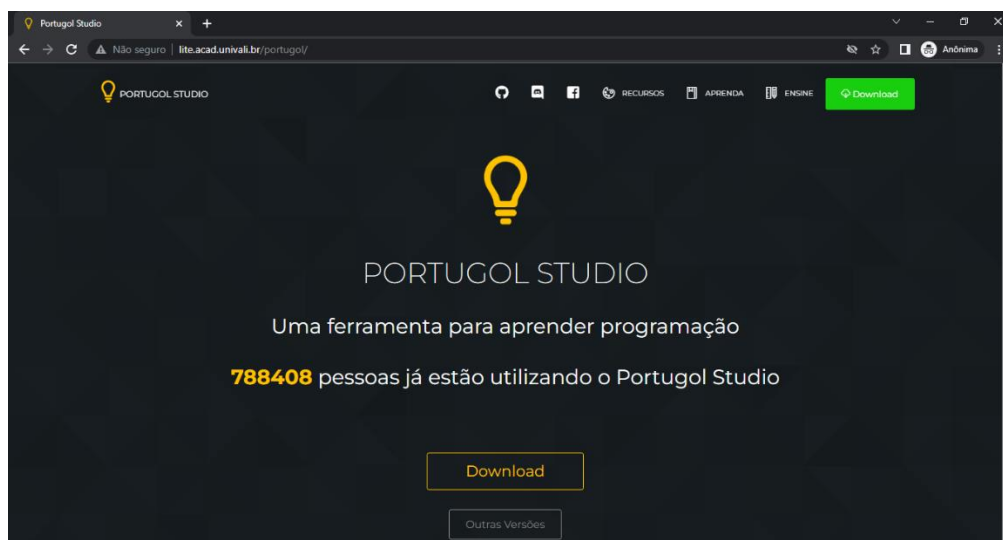 Portugol Studio
Não seguro | lite.acad.univali.br/portugol/
Anônima
PORTUGOL STUDIO
RECURSOS
APRENDA
ENSINE
Download
PORTUGOL STUDIO
Uma ferramenta para aprender programação
788408 pessoas já estão utilizando o Portugol Studio
Download
Outras Versões